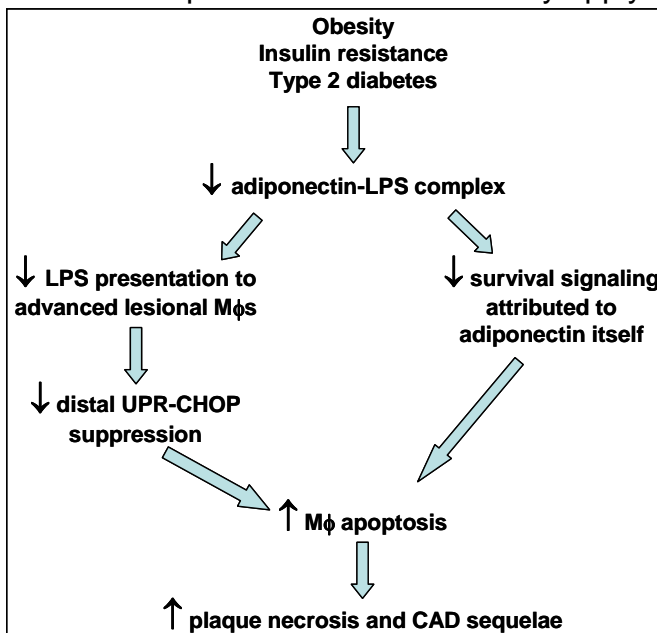 Obesity
Insulin resistance
Type 2 diabetes
↓ adiponectin-LPS complex
↓ LPS presentation to
advanced lesional Mϕs
↓ survival signaling
attributed to
adiponectin itself
↓ distal UPR-CHOP
suppression
↑ Mϕ apoptosis
↑ plaque necrosis and CAD sequelae